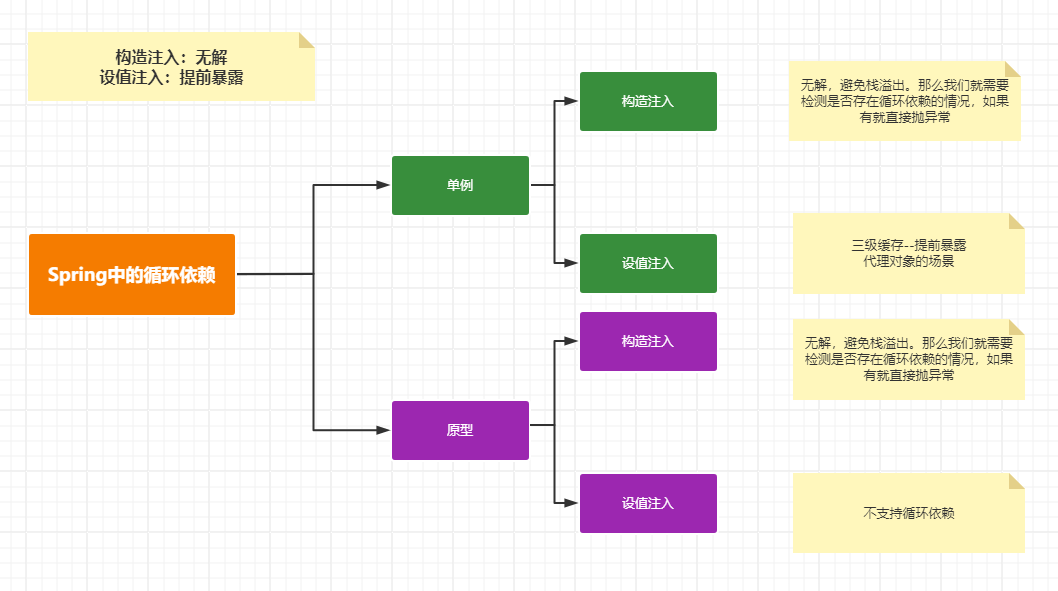 构造注入：无解
设值注入：提前暴露
Spring中的循环依赖
单例
构造注入
无解，避免栈溢出。那么我们就需要
检测是否存在循环依赖的情况，如果
有就直接抛异常
设值注入
三级缓存--提前暴露
代理对象的场景
原型
构造注入
无解，避免栈溢出。那么我们就需要
检测是否存在循环依赖的情况，如果
有就直接抛异常
设值注入
不支持循环依赖